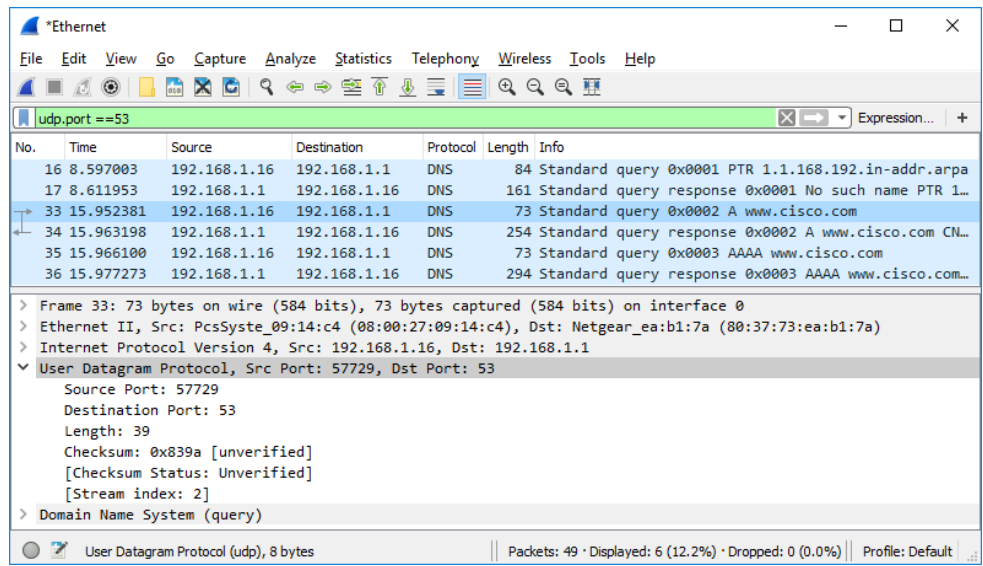 *Ethernet
File Edit View Go Capture Analyze Statistics Telephony Wireless Tools Help
udp.port ==53 Expression... +
No. Time Source Destination Protocol Length Info
16 8.597003 192.168.1.16 192.168.1.1 DNS 84 Standard query 0x0001 PTR 1.1.168.192.in-addr.arpa
17 8.611953 192.168.1.1 192.168.1.16 DNS 161 Standard query response 0x0001 No such name PTR 1…
33 15.952381 192.168.1.16 192.168.1.1 DNS 73 Standard query 0x0002 A www.cisco.com
34 15.963198 192.168.1.1 192.168.1.16 DNS 254 Standard query response 0x0002 A www.cisco.com CN…
35 15.966100 192.168.1.16 192.168.1.1 DNS 73 Standard query 0x0003 AAAA www.cisco.com
36 15.977273 192.168.1.1 192.168.1.16 DNS 294 Standard query response 0x0003 AAAA www.cisco.com…
Frame 33: 73 bytes on wire (584 bits), 73 bytes captured (584 bits) on interface 0
Ethernet II, Src: PcsSyste_09:14:c4 (08:00:27:09:14:c4), Dst: Netgear_ea:b1:7a (80:37:73:ea:b1:7a)
Internet Protocol Version 4, Src: 192.168.1.16, Dst: 192.168.1.1
User Datagram Protocol, Src Port: 57729, Dst Port: 53
Source Port: 57729
Destination Port: 53
Length: 39
Checksum: 0x839a [unverified]
[Checksum Status: Unverified]
[Stream index: 2]
Domain Name System (query)
User Datagram Protocol (udp), 8 bytes Packets: 49 · Displayed: 6 (12.2%) · Dropped: 0 (0.0%) Profile: Default